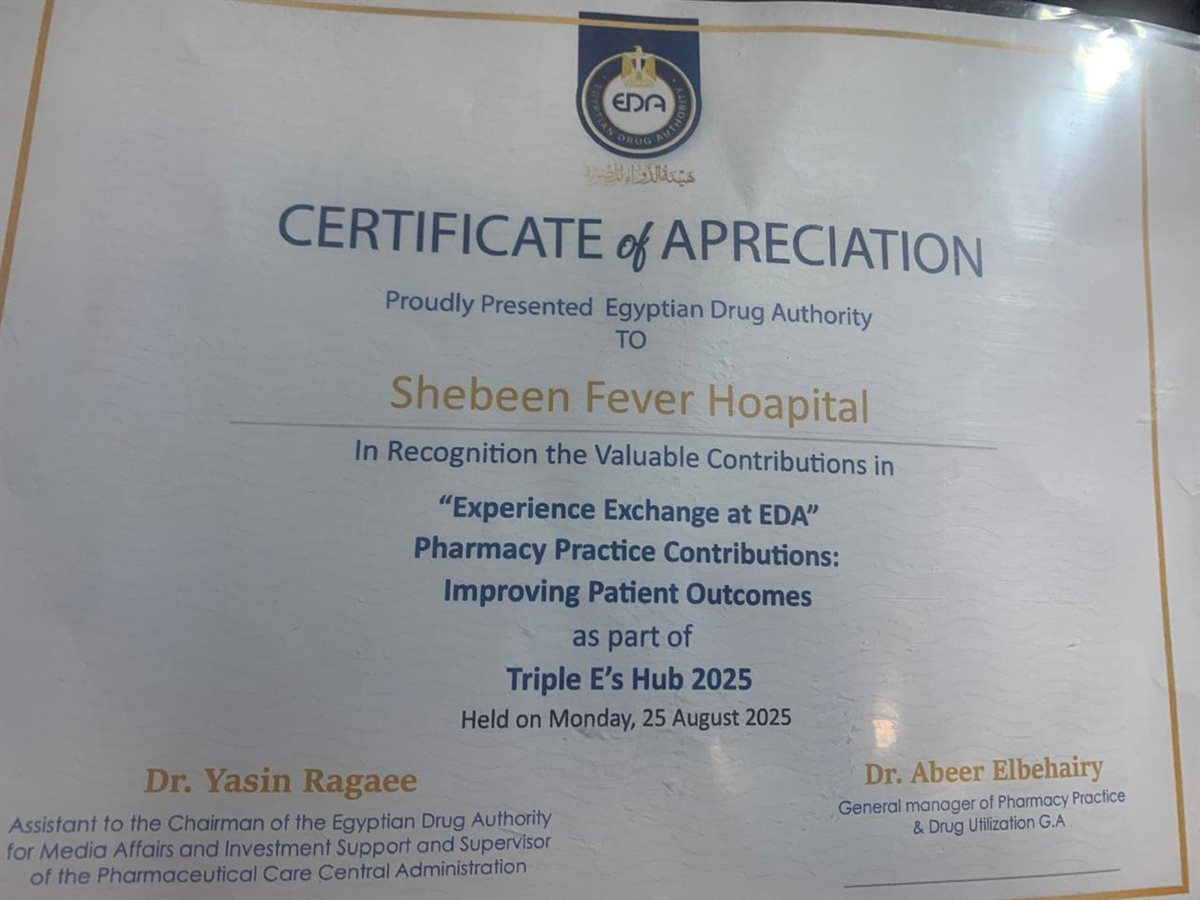 EDA
EGYPTIAN DRUG AUTHORITY
هيئة الدواء المصرية
CERTIFICATE of APRECIATION
Proudly Presented Egyptian Drug Authority
TO
Shebeen Fever Hoapital
In Recognition the Valuable Contributions in
“Experience Exchange at EDA”
Pharmacy Practice Contributions:
Improving Patient Outcomes
as part of
Triple E’s Hub 2025
Held on Monday, 25 August 2025
Dr. Yasin Ragaee
Assistant to the Chairman of the Egyptian Drug Authority
for Media Affairs and Investment Support and Supervisor
of the Pharmaceutical Care Central Administration
Dr. Abeer Elbehairy
General manager of Pharmacy Practice
& Drug Utilization G.A